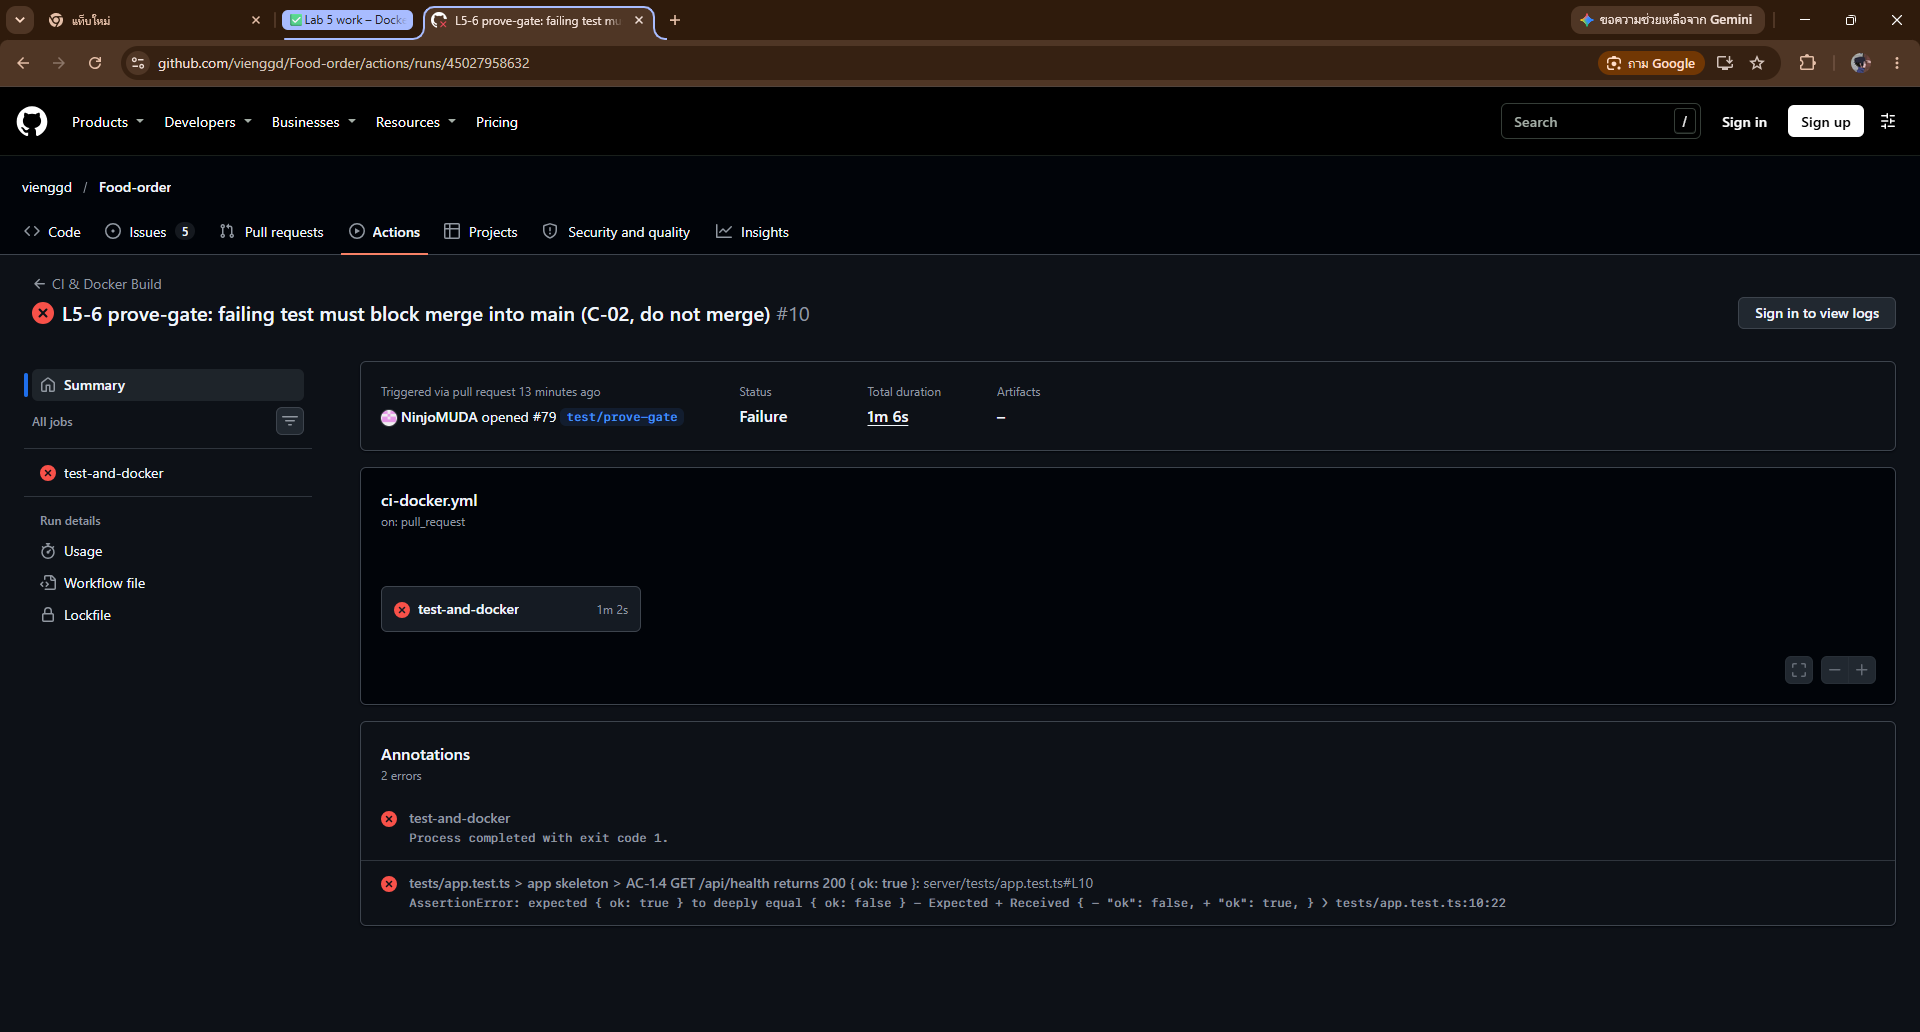 แท็บใหม่
✅ Lab 5 work – Docke
L5-6 prove-gate: failing test mu
ขอความช่วยเหลือจาก Gemini
github.com/vienggd/Food-order/actions/runs/45027958632
ถาม Google
Products
Developers
Businesses
Resources
Pricing
Search
/
Sign in
Sign up
vienggd / Food-order
Code
Issues 5
Pull requests
Actions
Projects
Security and quality
Insights
← CI & Docker Build
L5-6 prove-gate: failing test must block merge into main (C-02, do not merge) #10
Sign in to view logs
Summary
All jobs
test-and-docker
Run details
Usage
Workflow file
Lockfile
Triggered via pull request 13 minutes ago
NinjoMUDA opened #79 test/prove-gate
Status
Failure
Total duration
1m 6s
Artifacts
–
ci-docker.yml
on: pull_request
test-and-docker 1m 2s
Annotations
2 errors
test-and-docker
Process completed with exit code 1.
tests/app.test.ts > app skeleton > AC-1.4 GET /api/health returns 200 { ok: true }: server/tests/app.test.ts#L10
AssertionError: expected { ok: true } to deeply equal { ok: false } - Expected + Received { - "ok": false, + "ok": true, } ❯ tests/app.test.ts:10:22